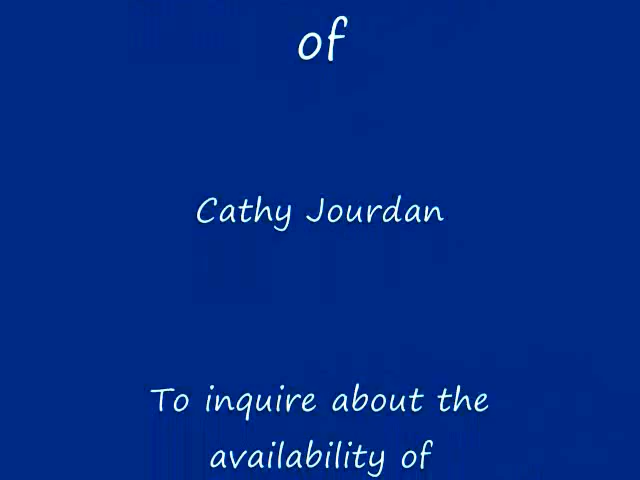 of
Cathy Jourdan
To inquire about the
availability of